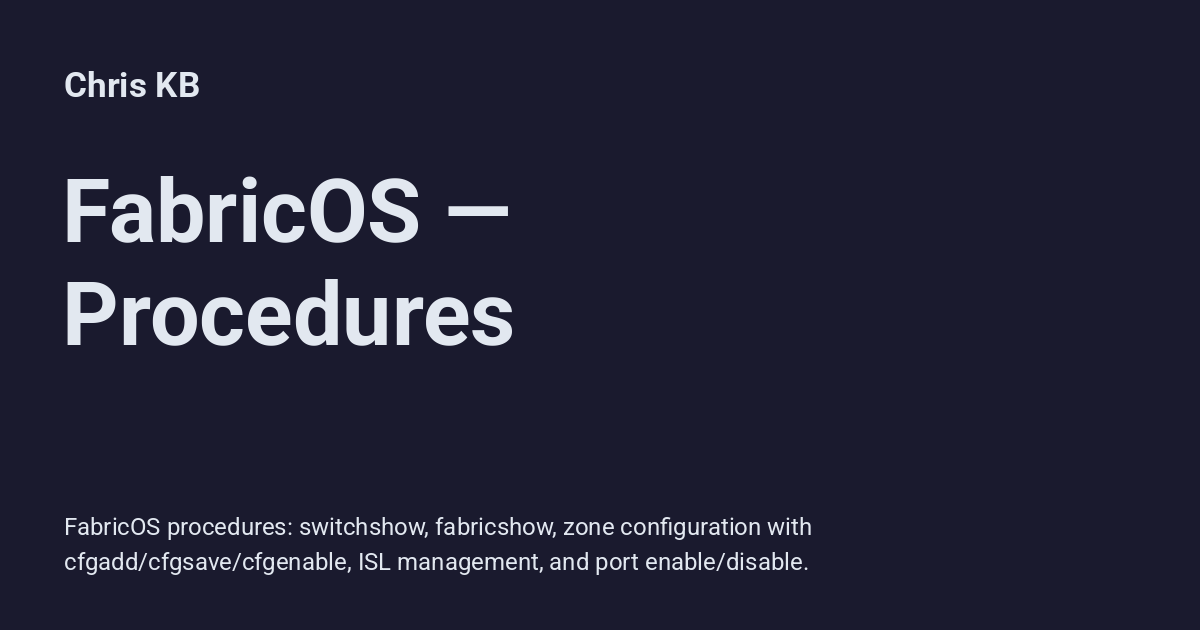 Chris KB
FabricOS —
Procedures
FabricOS procedures: switchshow, fabricshow, zone configuration with
cfgadd/cfgsave/cfgenable, ISL management, and port enable/disable.